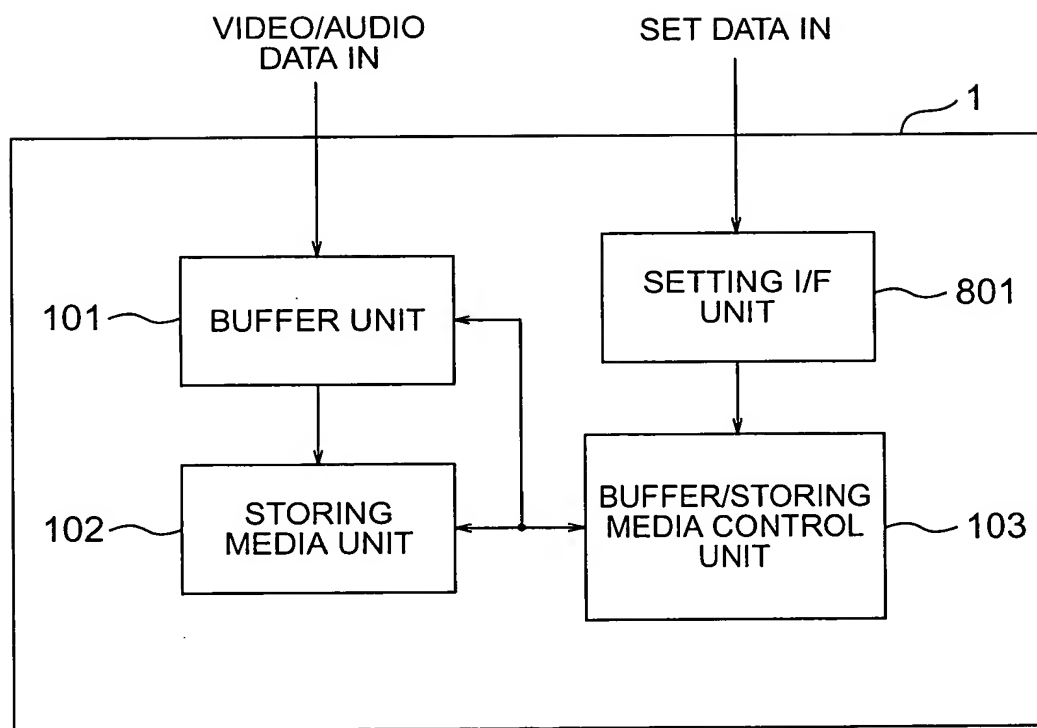 VIDEO/AUDIO
DATA IN
SET DATA IN
1
101
BUFFER UNIT
SETTING I/F
UNIT
801
102
STORING
MEDIA UNIT
BUFFER/STORING
MEDIA CONTROL
UNIT
103